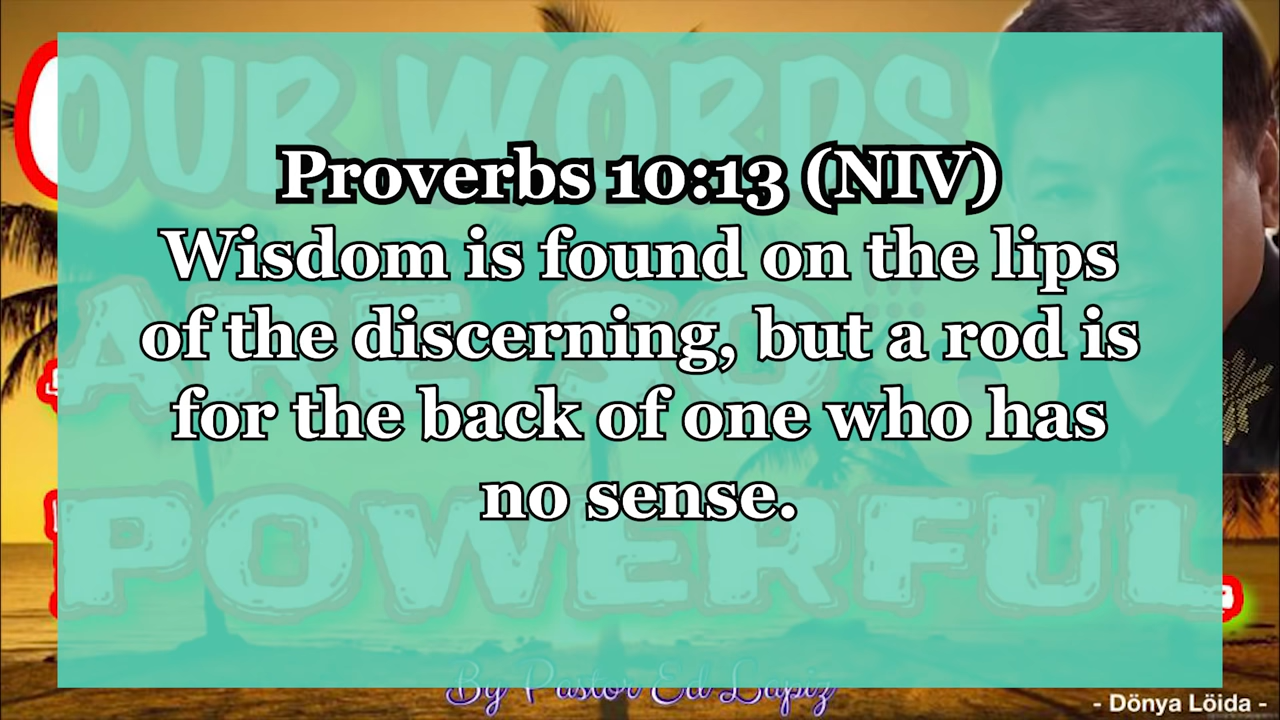 OUR WORDS
Proverbs 10:13 (NIV)
Wisdom is found on the lips
of the discerning, but a rod is
ARE SO
for the back of one who has
no sense.
POWERFUL
By Pastor Ed Lapiz
- Dönya Löida -